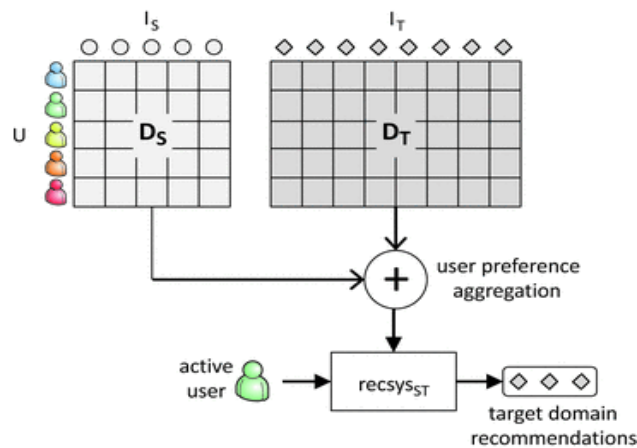 I_S I_T
U
D_S D_T
+
user preference
aggregation
active
user
recsys_ST
target domain
recommendations